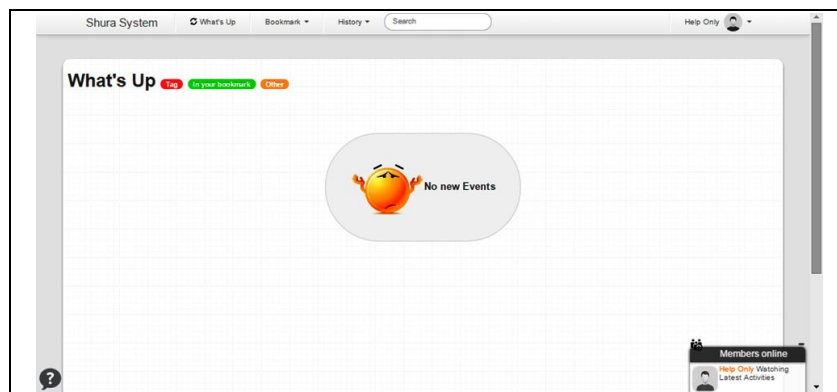 Shura System What's Up Bookmark History Search Help Only
What's Up Tag In your bookmark Other
No new Events
Members online
Help Only Watching
Latest Activities
?